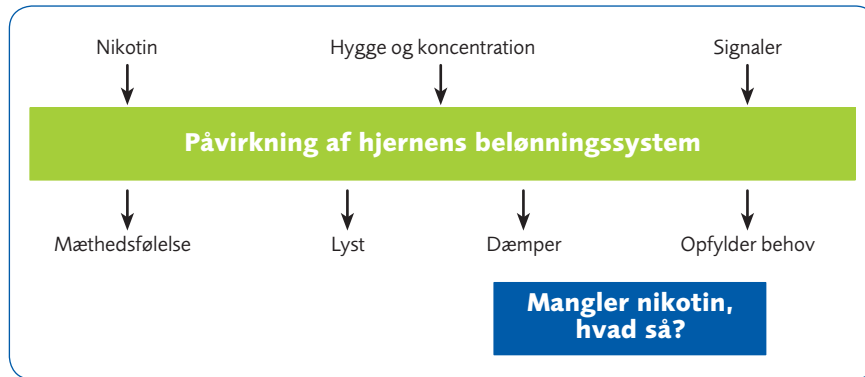 Nikotin
Hygge og koncentration
Signaler
Påvirkning af hjernens belønningssystem
Mæthedsfølelse
Lyst
Dæmper
Opfylder behov
Mangler nikotin,
hvad så?